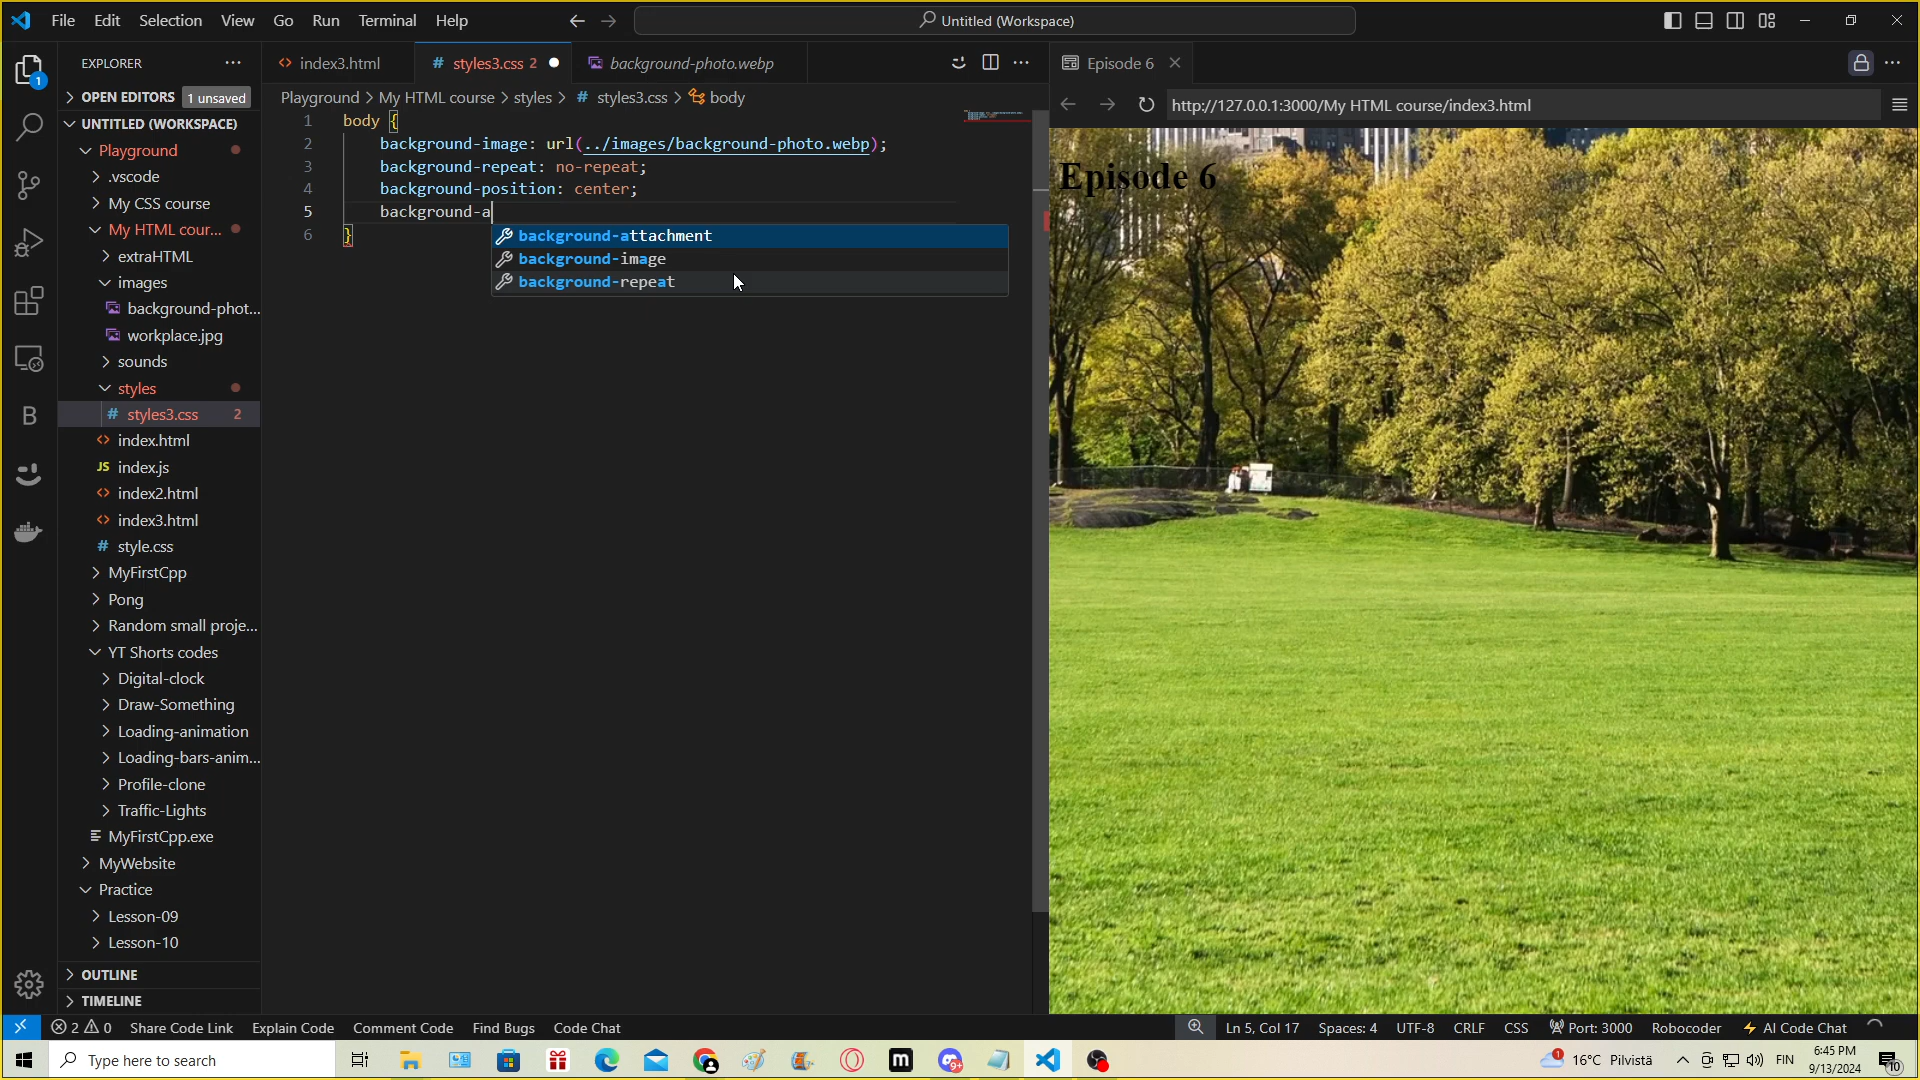 File Edit Selection View Go Run Terminal Help
Untitled (Workspace)
EXPLORER
index3.html
styles3.css 2
background-photo.webp
Episode 6
OPEN EDITORS 1 unsaved
Playground > My HTML course > styles > styles3.css > body
http://127.0.0.1:3000/My HTML course/index3.html
UNTITLED (WORKSPACE)
Playground
.vscode
My CSS course
My HTML cour...
extraHTML
images
background-phot...
workplace.jpg
sounds
styles
styles3.css 2
index.html
index.js
index2.html
index3.html
style.css
MyFirstCpp
Pong
Random small proje...
YT Shorts codes
Digital-clock
Draw-Something
Loading-animation
Loading-bars-anim...
Profile-clone
Traffic-Lights
MyFirstCpp.exe
MyWebsite
Practice
Lesson-09
Lesson-10
OUTLINE
TIMELINE
1 body {
2 background-image: url(../images/background-photo.webp);
3 background-repeat: no-repeat;
4 background-position: center;
5 background-a
6 }
background-attachment
background-image
background-repeat
Episode 6
2 0 Share Code Link Explain Code Comment Code Find Bugs Code Chat
Ln 5, Col 17 Spaces: 4 UTF-8 CRLF CSS Port: 3000 Robocoder AI Code Chat
Type here to search
16°C Pilvistä
FIN
6:45 PM
9/13/2024